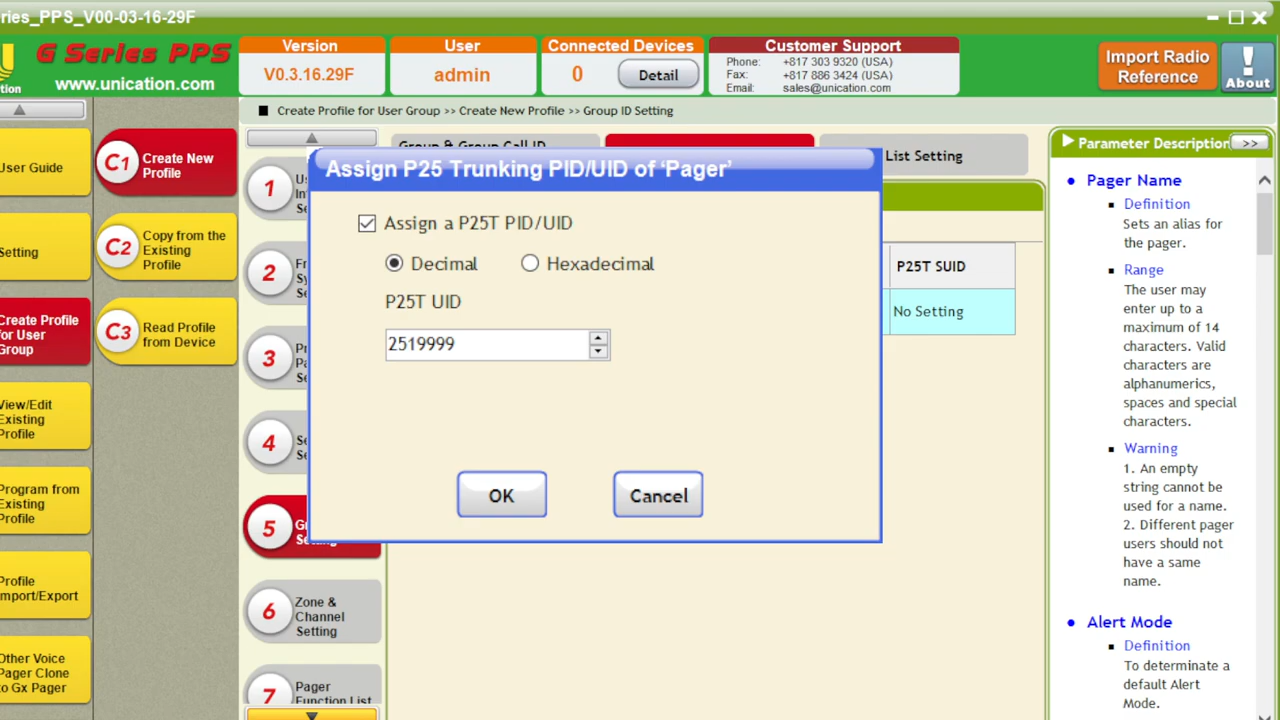 ries_PPS_V00-03-16-29F
G Series PPS
www.unication.com
ation
Version
V0.3.16.29F
User
admin
Connected Devices
0
Detail
Customer Support
Phone: +817 303 9320 (USA)
Fax: +817 886 3424 (USA)
Email: sales@unication.com
Import Radio
Reference
!
About
Create Profile for User Group >> Create New Profile >> Group ID Setting
User Guide
Setting
Create Profile
for User
Group
View/Edit
Existing
Profile
Program from
Existing
Profile
Profile
Import/Export
Other Voice
Pager Clone
to Gx Pager
C1
Create New
Profile
C2
Copy from the
Existing
Profile
C3
Read Profile
from Device
1
2
3
4
5
6
Zone &
Channel
Setting
7
Pager
Function List
Group & Group Call ID
List Setting
P25T SUID
No Setting
Assign P25 Trunking PID/UID of ‘Pager’
Assign a P25T PID/UID
Decimal
Hexadecimal
P25T UID
2519999
OK
Cancel
Parameter Description
>>
Pager Name
Definition
Sets an alias for
the pager.
Range
The user may
enter up to a
maximum of 14
characters. Valid
characters are
alphanumerics,
spaces and special
characters.
Warning
1. An empty
string cannot be
used for a name.
2. Different pager
users should not
have a same
name.
Alert Mode
Definition
To determinate a
default Alert
Mode.